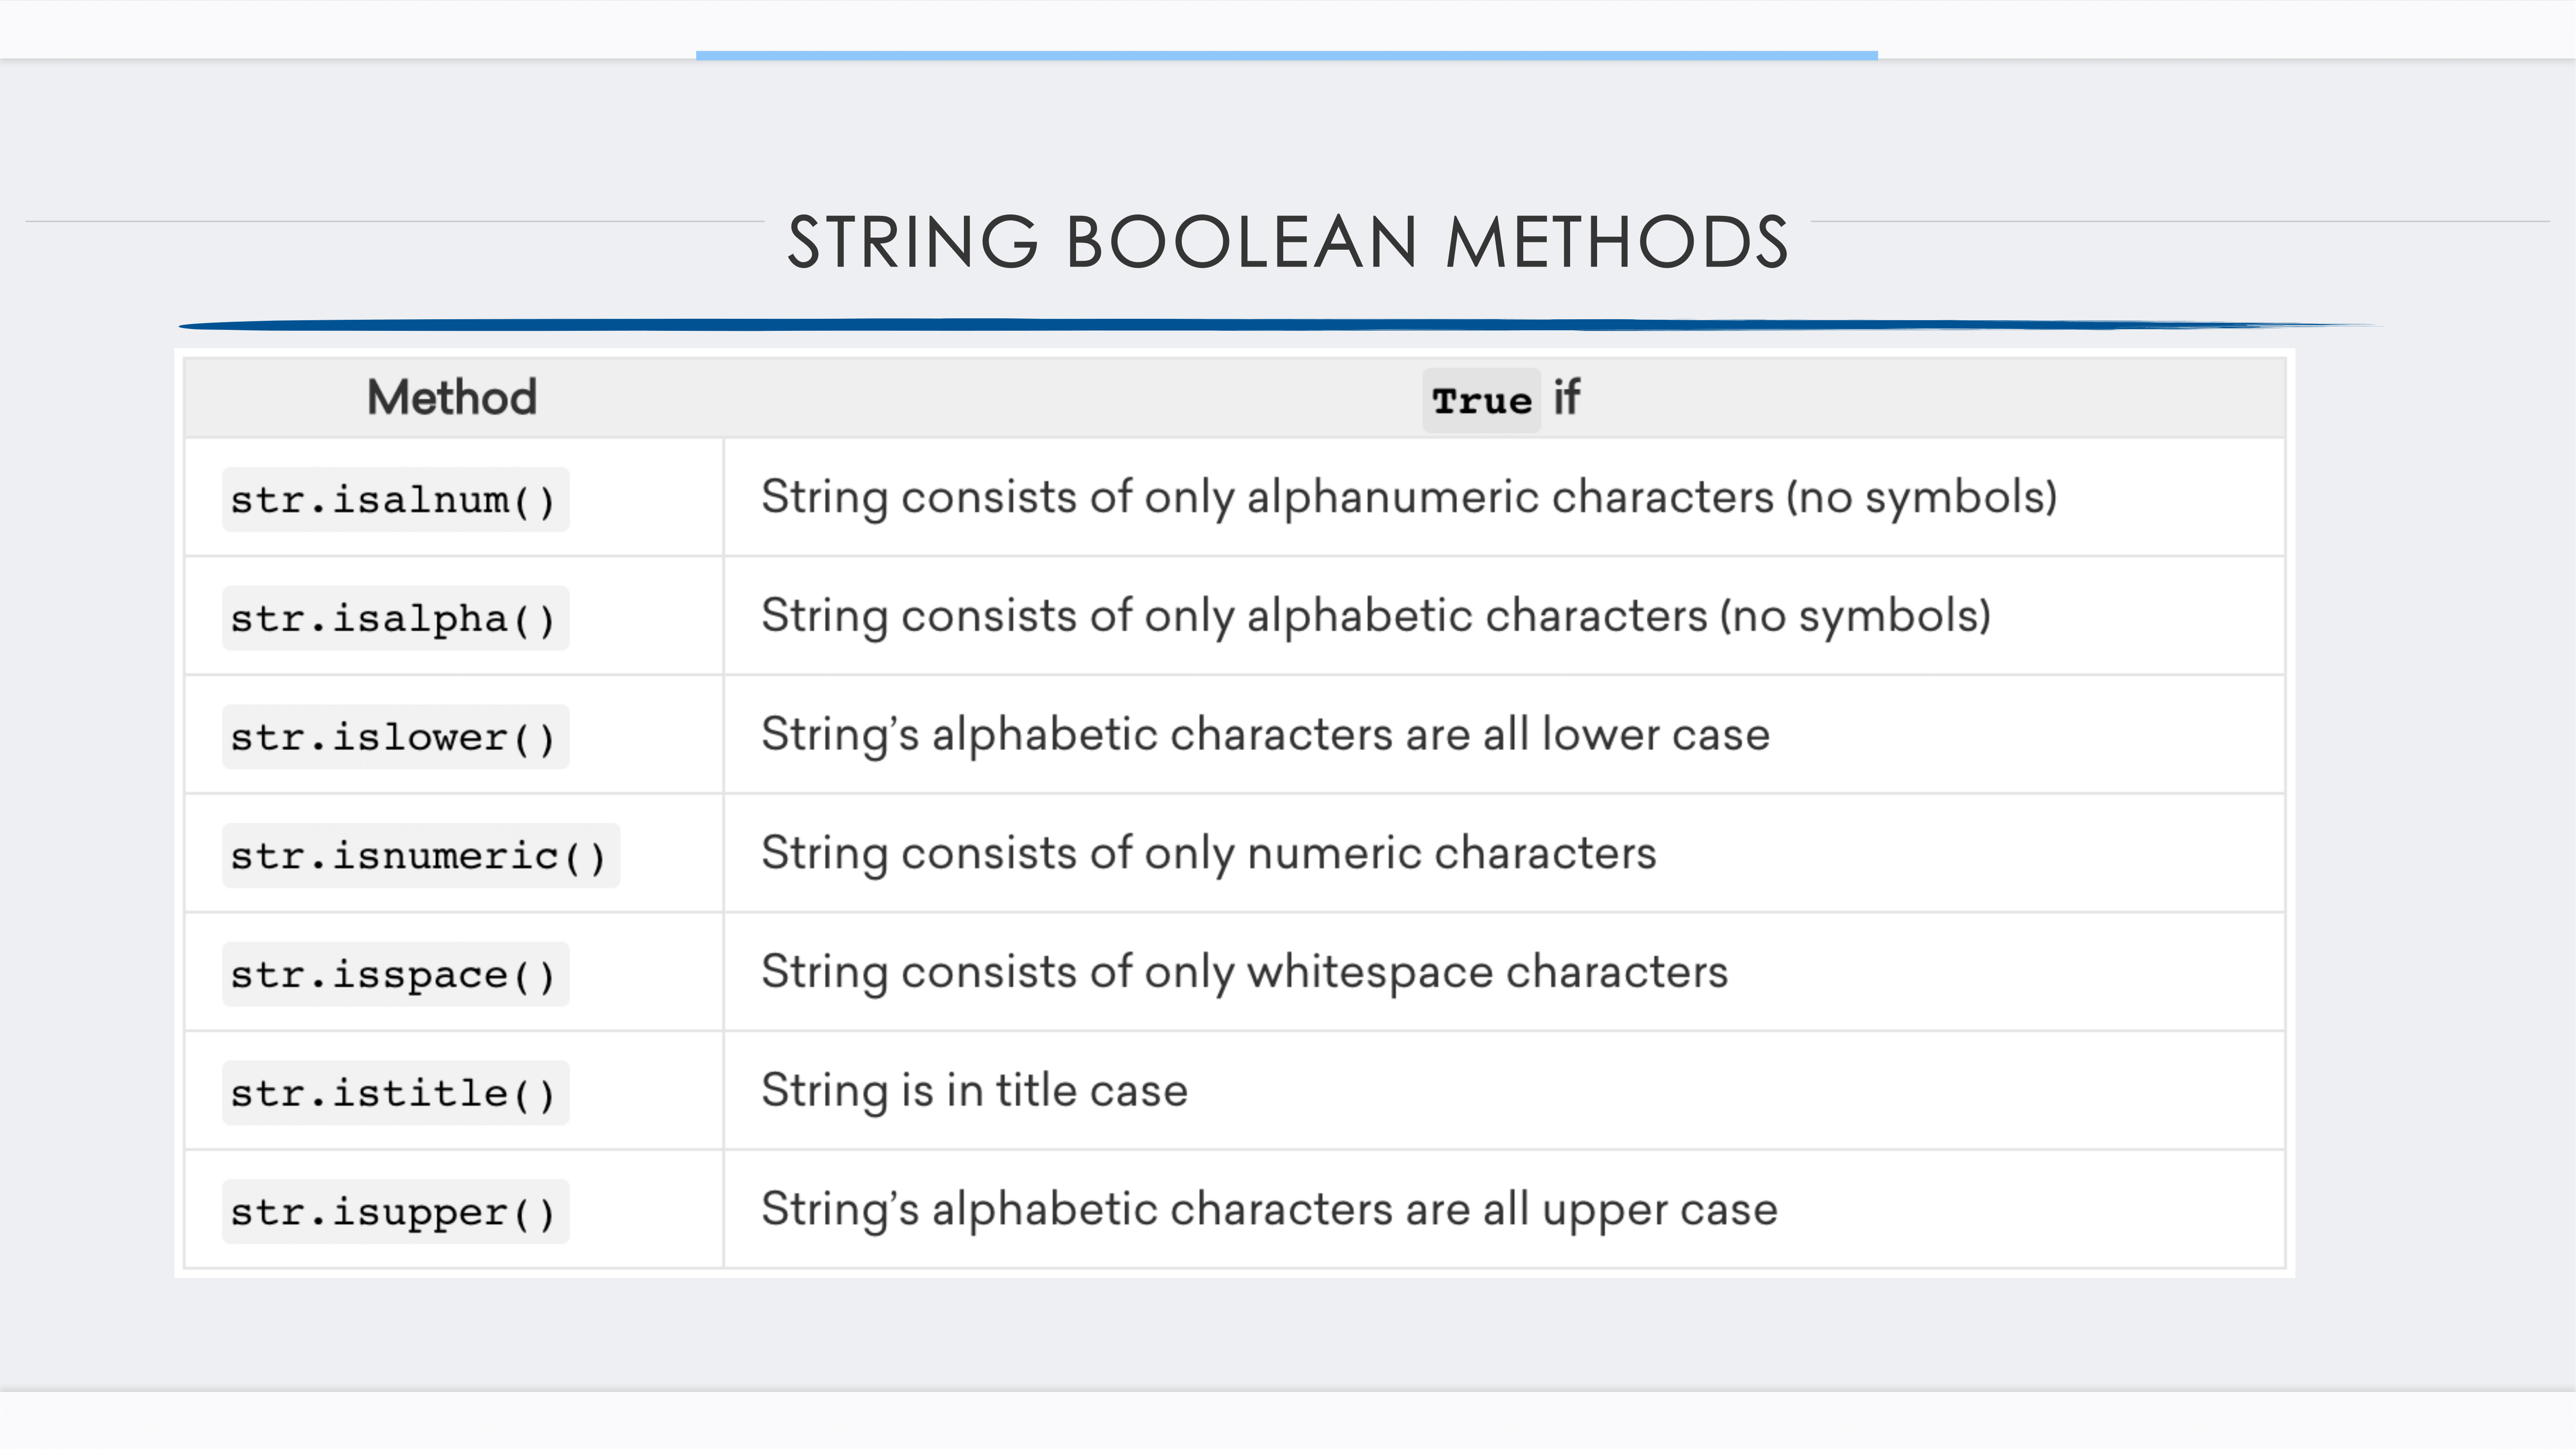 STRING BOOLEAN METHODS
Method True if
str.isalnum() String consists of only alphanumeric characters (no symbols)
str.isalpha() String consists of only alphabetic characters (no symbols)
str.islower() String’s alphabetic characters are all lower case
str.isnumeric() String consists of only numeric characters
str.isspace() String consists of only whitespace characters
str.istitle() String is in title case
str.isupper() String’s alphabetic characters are all upper case